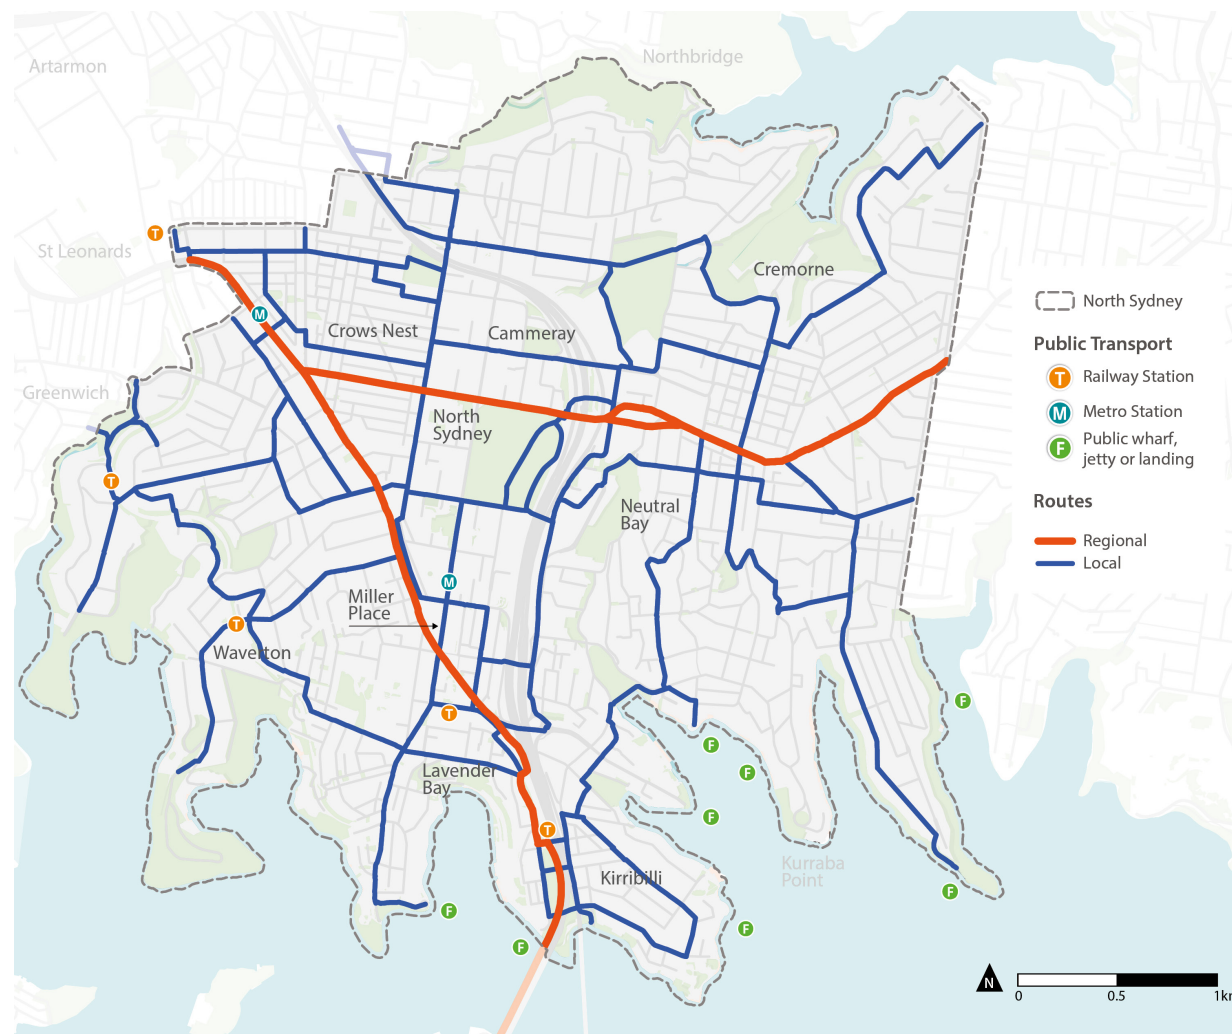 Artarmon
Northbridge
T
St Leonards
Cremorne
M
Crows Nest
Cammeray
Greenwich
North
Sydney
T
Neutral
Bay
M
Miller
Place
T
Waverton
F
T
F
F
Lavender
Bay
F
T
Kurraba
Point
Kirribilli
F
F
F
F
North Sydney
Public Transport
T Railway Station
M Metro Station
F Public wharf,
jetty or landing
Routes
Regional
Local
N
0 0.5 1k